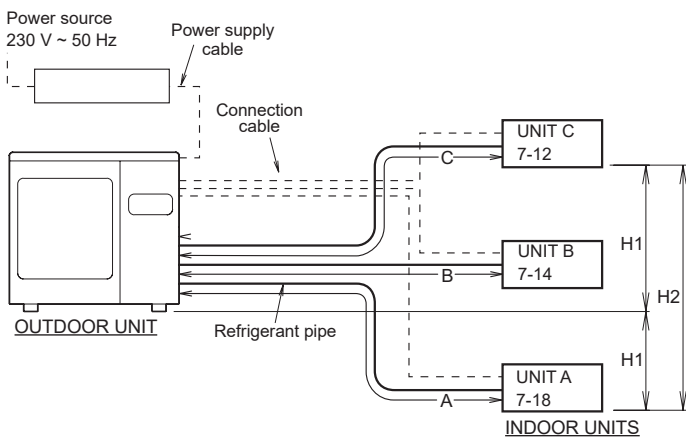 Power source
230 V ~ 50 Hz
Power supply
cable
Connection
cable
UNIT C
7-12
C
H1
UNIT B
7-14
B
H2
OUTDOOR UNIT
Refrigerant pipe
H1
UNIT A
7-18
A
INDOOR UNITS